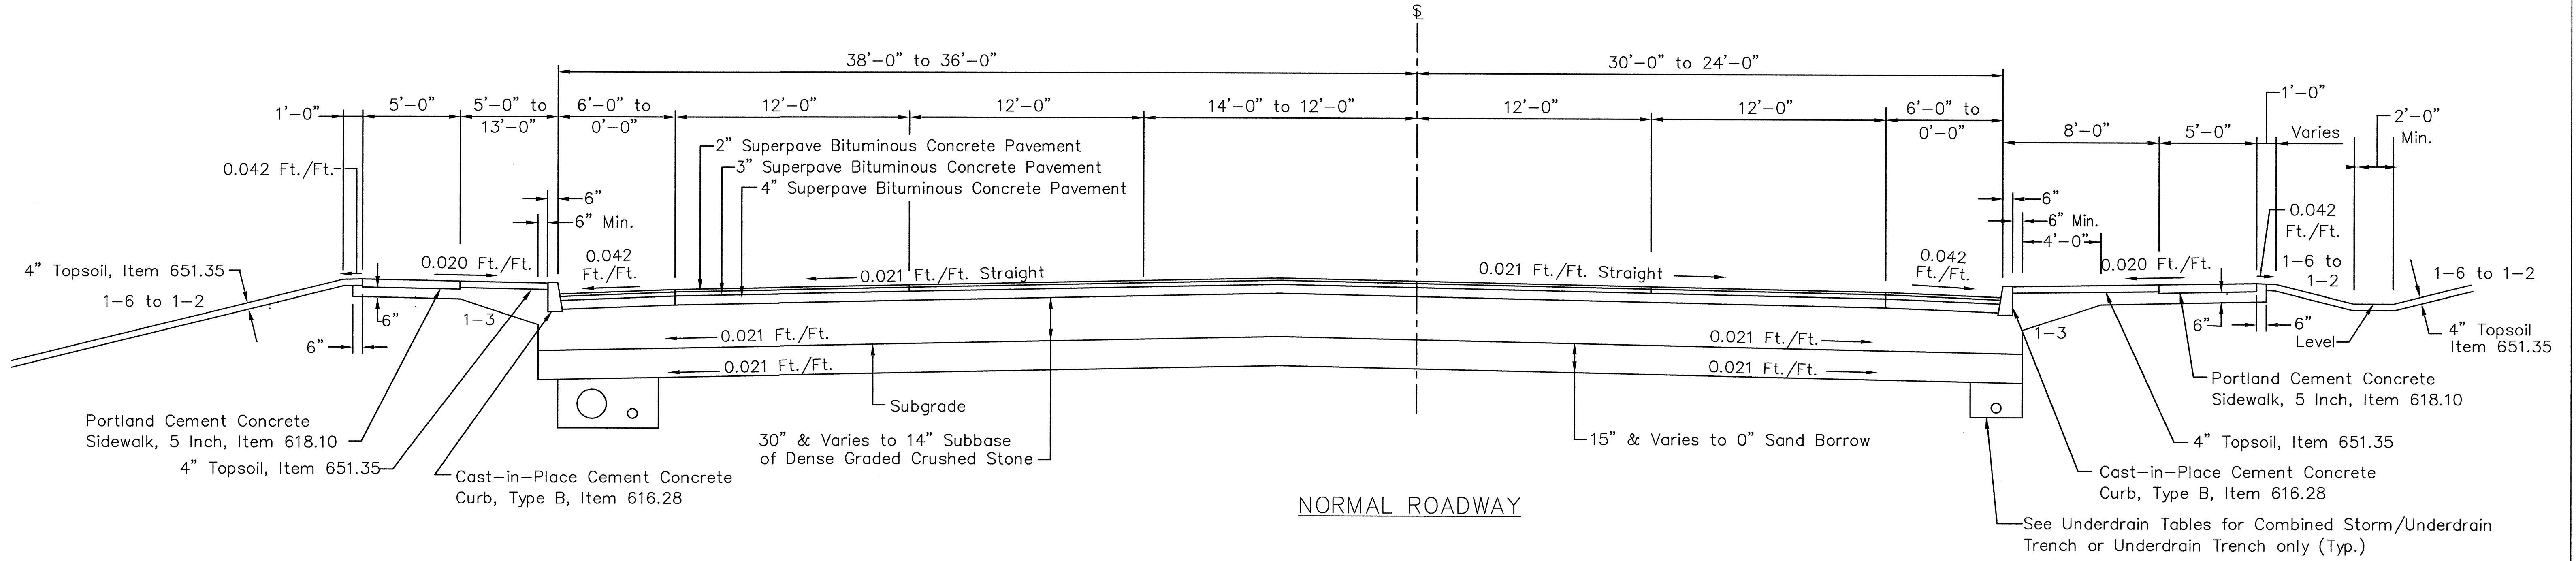 ℄
38'-0" to 36'-0"
30'-0" to 24'-0"
1'-0"
5'-0"
5'-0" to
13'-0"
6'-0" to
0'-0"
12'-0"
12'-0"
14'-0" to 12'-0"
12'-0"
12'-0"
6'-0" to
0'-0"
8'-0"
5'-0"
1'-0"
Varies
2'-0"
Min.
0.042 Ft./Ft.
2" Superpave Bituminous Concrete Pavement
3" Superpave Bituminous Concrete Pavement
4" Superpave Bituminous Concrete Pavement
6"
6" Min.
6"
6" Min.
4'-0"
0.042
Ft./Ft.
4" Topsoil, Item 651.35
1-6 to 1-2
0.020 Ft./Ft.
0.042
Ft./Ft.
0.021 Ft./Ft. Straight
0.021 Ft./Ft. Straight
0.042
Ft./Ft.
0.020 Ft./Ft.
1-6 to
1-2
1-6 to 1-2
6"
1-3
6"
0.021 Ft./Ft.
0.021 Ft./Ft.
0.021 Ft./Ft.
0.021 Ft./Ft.
1-3
6"
6"
Level
4" Topsoil
Item 651.35
Portland Cement Concrete
Sidewalk, 5 Inch, Item 618.10
4" Topsoil, Item 651.35
Cast-in-Place Cement Concrete
Curb, Type B, Item 616.28
Subgrade
30" & Varies to 14" Subbase
of Dense Graded Crushed Stone
15" & Varies to 0" Sand Borrow
Portland Cement Concrete
Sidewalk, 5 Inch, Item 618.10
4" Topsoil, Item 651.35
Cast-in-Place Cement Concrete
Curb, Type B, Item 616.28
See Underdrain Tables for Combined Storm/Underdrain
Trench or Underdrain Trench only (Typ.)
NORMAL ROADWAY